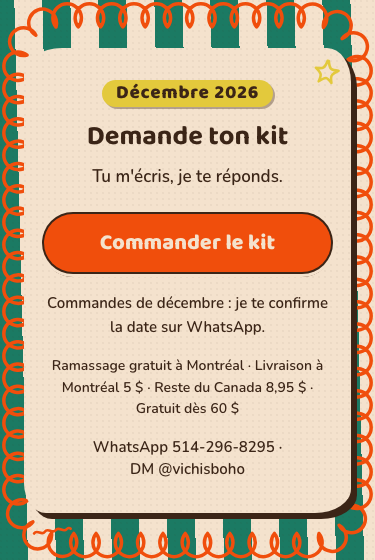 Décembre 2026
Demande ton kit
Tu m'écris, je te réponds.
Commander le kit
Commandes de décembre : je te confirme
la date sur WhatsApp.
Ramassage gratuit à Montréal · Livraison à
Montréal 5 $ · Reste du Canada 8,95 $ ·
Gratuit dès 60 $
WhatsApp 514-296-8295 ·
DM @vichisboho